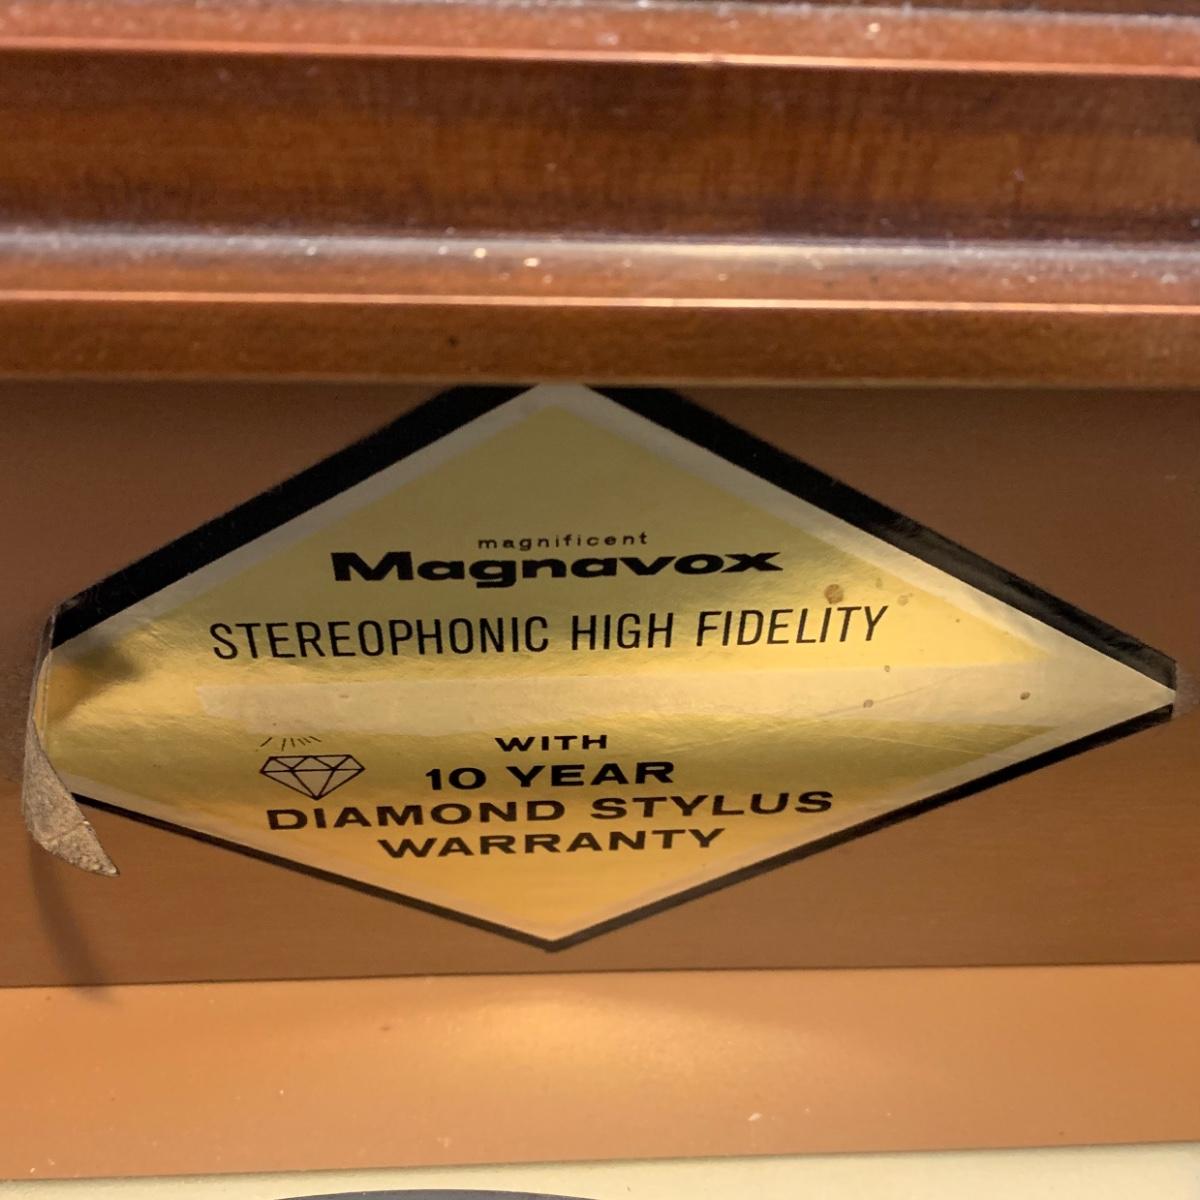 magnificent
Magnavox
STEREOPHONIC HIGH FIDELITY
WITH
10 YEAR
DIAMOND STYLUS
WARRANTY